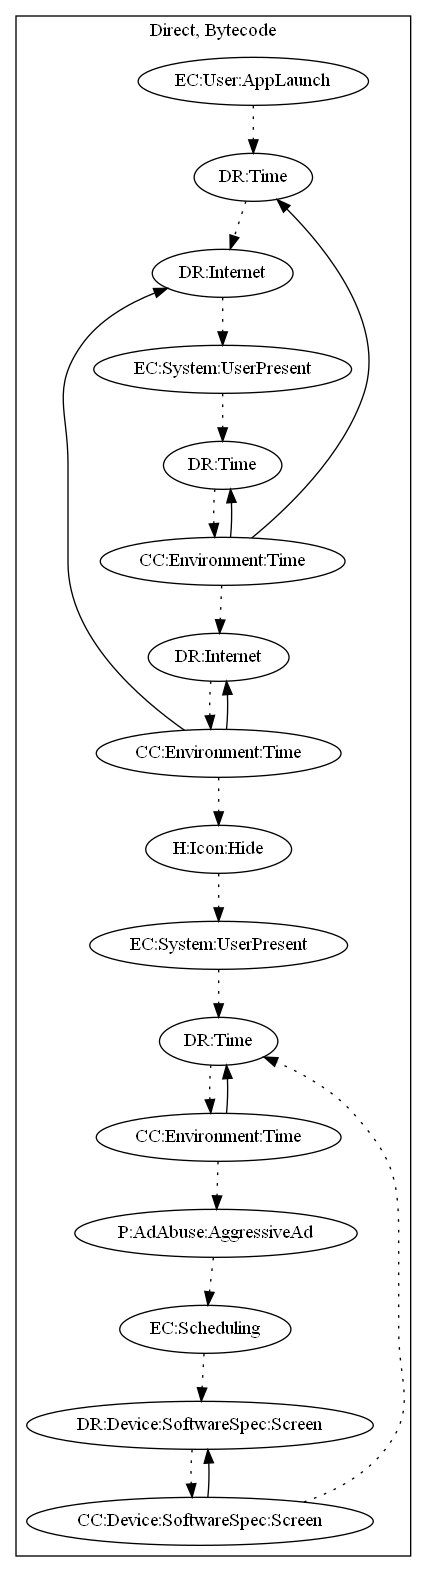 Direct, Bytecode
EC:User:AppLaunch
DR:Time
DR:Internet
EC:System:UserPresent
DR:Time
CC:Environment:Time
DR:Internet
CC:Environment:Time
H:Icon:Hide
EC:System:UserPresent
DR:Time
CC:Environment:Time
P:AdAbuse:AggressiveAd
EC:Scheduling
DR:Device:SoftwareSpec:Screen
CC:Device:SoftwareSpec:Screen